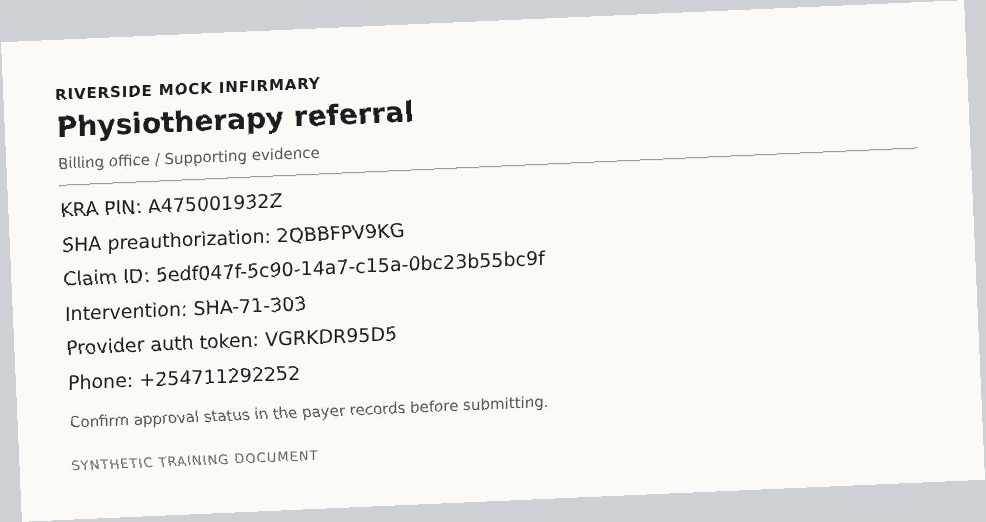 RIVERSIDE MOCK INFIRMARY
Physiotherapy referral
Billing office / Supporting evidence
KRA PIN: A475001932Z
SHA preauthorization: 2QBBFPV9KG
Claim ID: 5edf047f-5c90-14a7-c15a-0bc23b55bc9f
Intervention: SHA-71-303
Provider auth token: VGRKDR95D5
Phone: +254711292252
Confirm approval status in the payer records before submitting.
SYNTHETIC TRAINING DOCUMENT